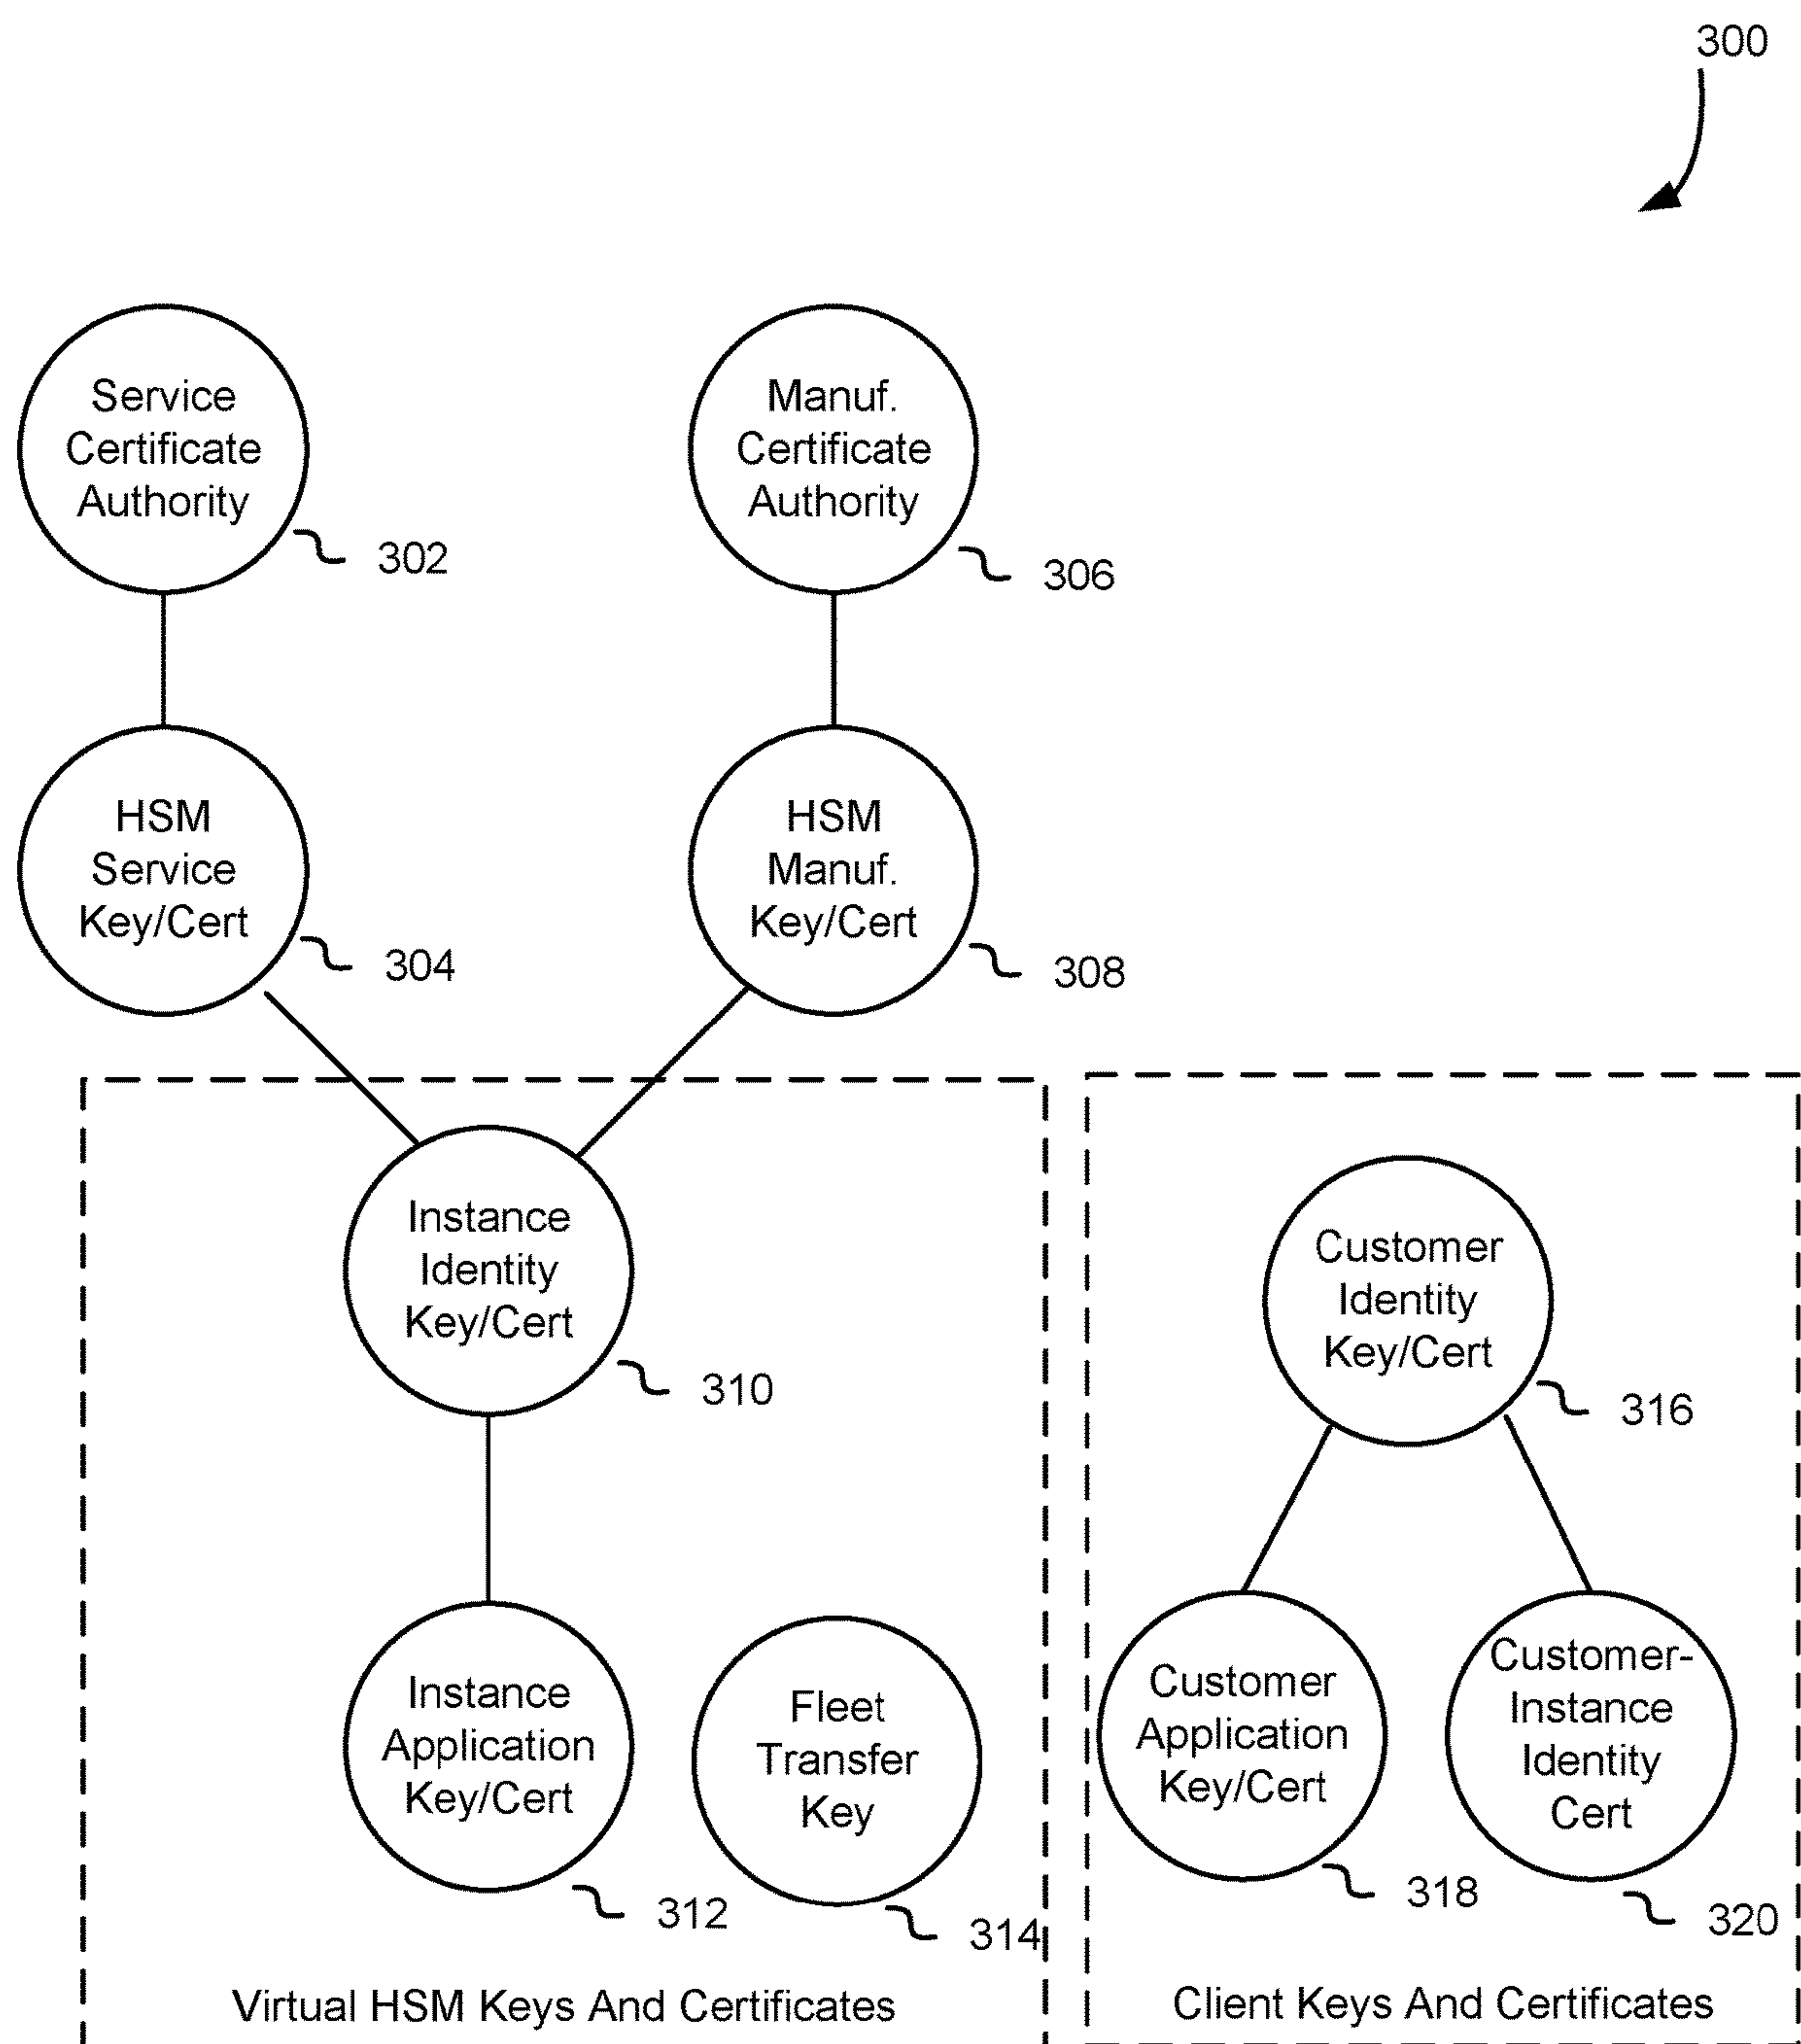 300
Service
Certificate
Authority
302
Manuf.
Certificate
Authority
306
HSM
Service
Key/Cert
304
HSM
Manuf.
Key/Cert
308
Instance
Identity
Key/Cert
310
Customer
Identity
Key/Cert
316
Instance
Application
Key/Cert
312
Fleet
Transfer
Key
314
Customer
Application
Key/Cert
318
Customer-
Instance
Identity
Cert
320
Virtual HSM Keys And Certificates
Client Keys And Certificates